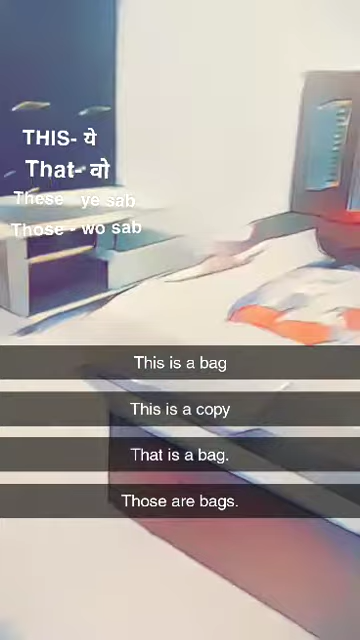 THIS- ये
That- वो
These - ye sab
Those - wo sab
This is a bag
This is a copy
That is a bag.
Those are bags.